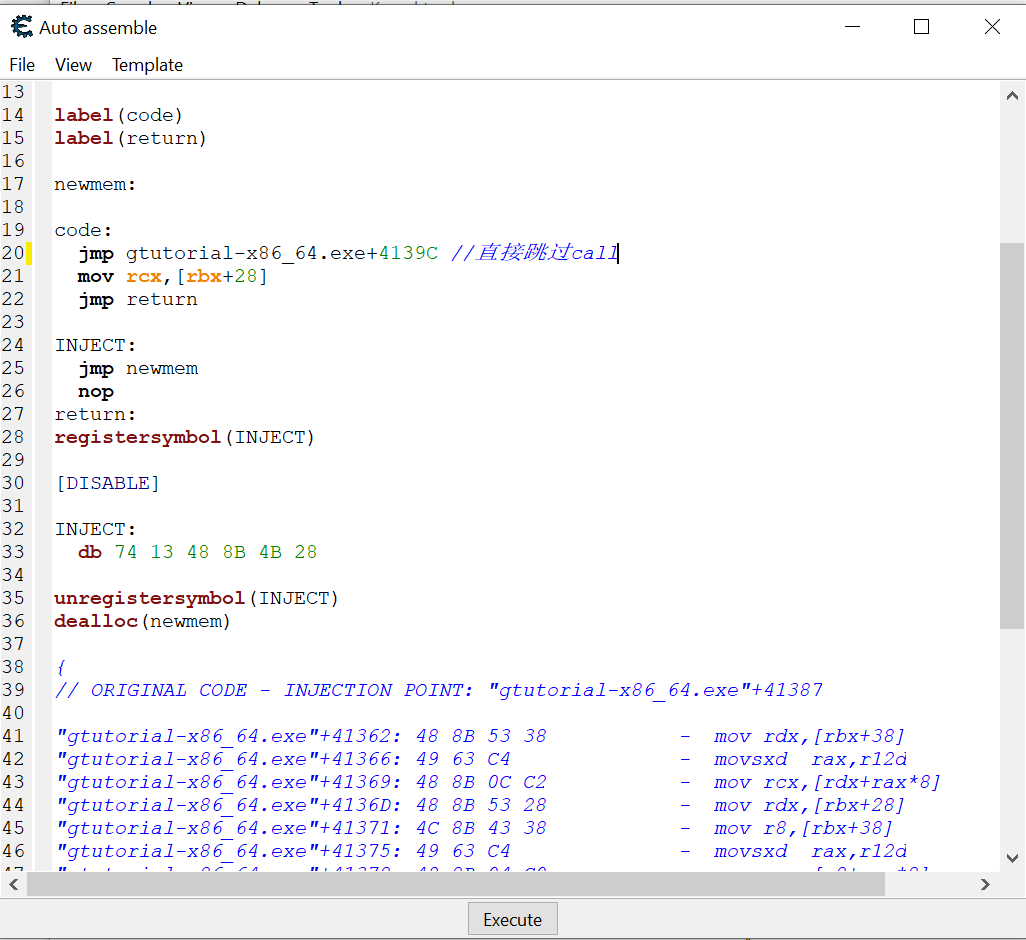 Auto assemble
File View Template
13
14 label(code)
15 label(return)
16
17 newmem:
18
19 code:
20 jmp gtutorial-x86_64.exe+4139C //直接跳过call
21 mov rcx,[rbx+28]
22 jmp return
23
24 INJECT:
25 jmp newmem
26 nop
27 return:
28 registersymbol(INJECT)
29
30 [DISABLE]
31
32 INJECT:
33 db 74 13 48 8B 4B 28
34
35 unregistersymbol(INJECT)
36 dealloc(newmem)
37
38 {
39 // ORIGINAL CODE - INJECTION POINT: "gtutorial-x86_64.exe"+41387
40
41 "gtutorial-x86_64.exe"+41362: 48 8B 53 38 - mov rdx,[rbx+38]
42 "gtutorial-x86_64.exe"+41366: 49 63 C4 - movsxd rax,r12d
43 "gtutorial-x86_64.exe"+41369: 48 8B 0C C2 - mov rcx,[rdx+rax*8]
44 "gtutorial-x86_64.exe"+4136D: 48 8B 53 28 - mov rdx,[rbx+28]
45 "gtutorial-x86_64.exe"+41371: 4C 8B 43 38 - mov r8,[rbx+38]
46 "gtutorial-x86_64.exe"+41375: 49 63 C4 - movsxd rax,r12d
Execute